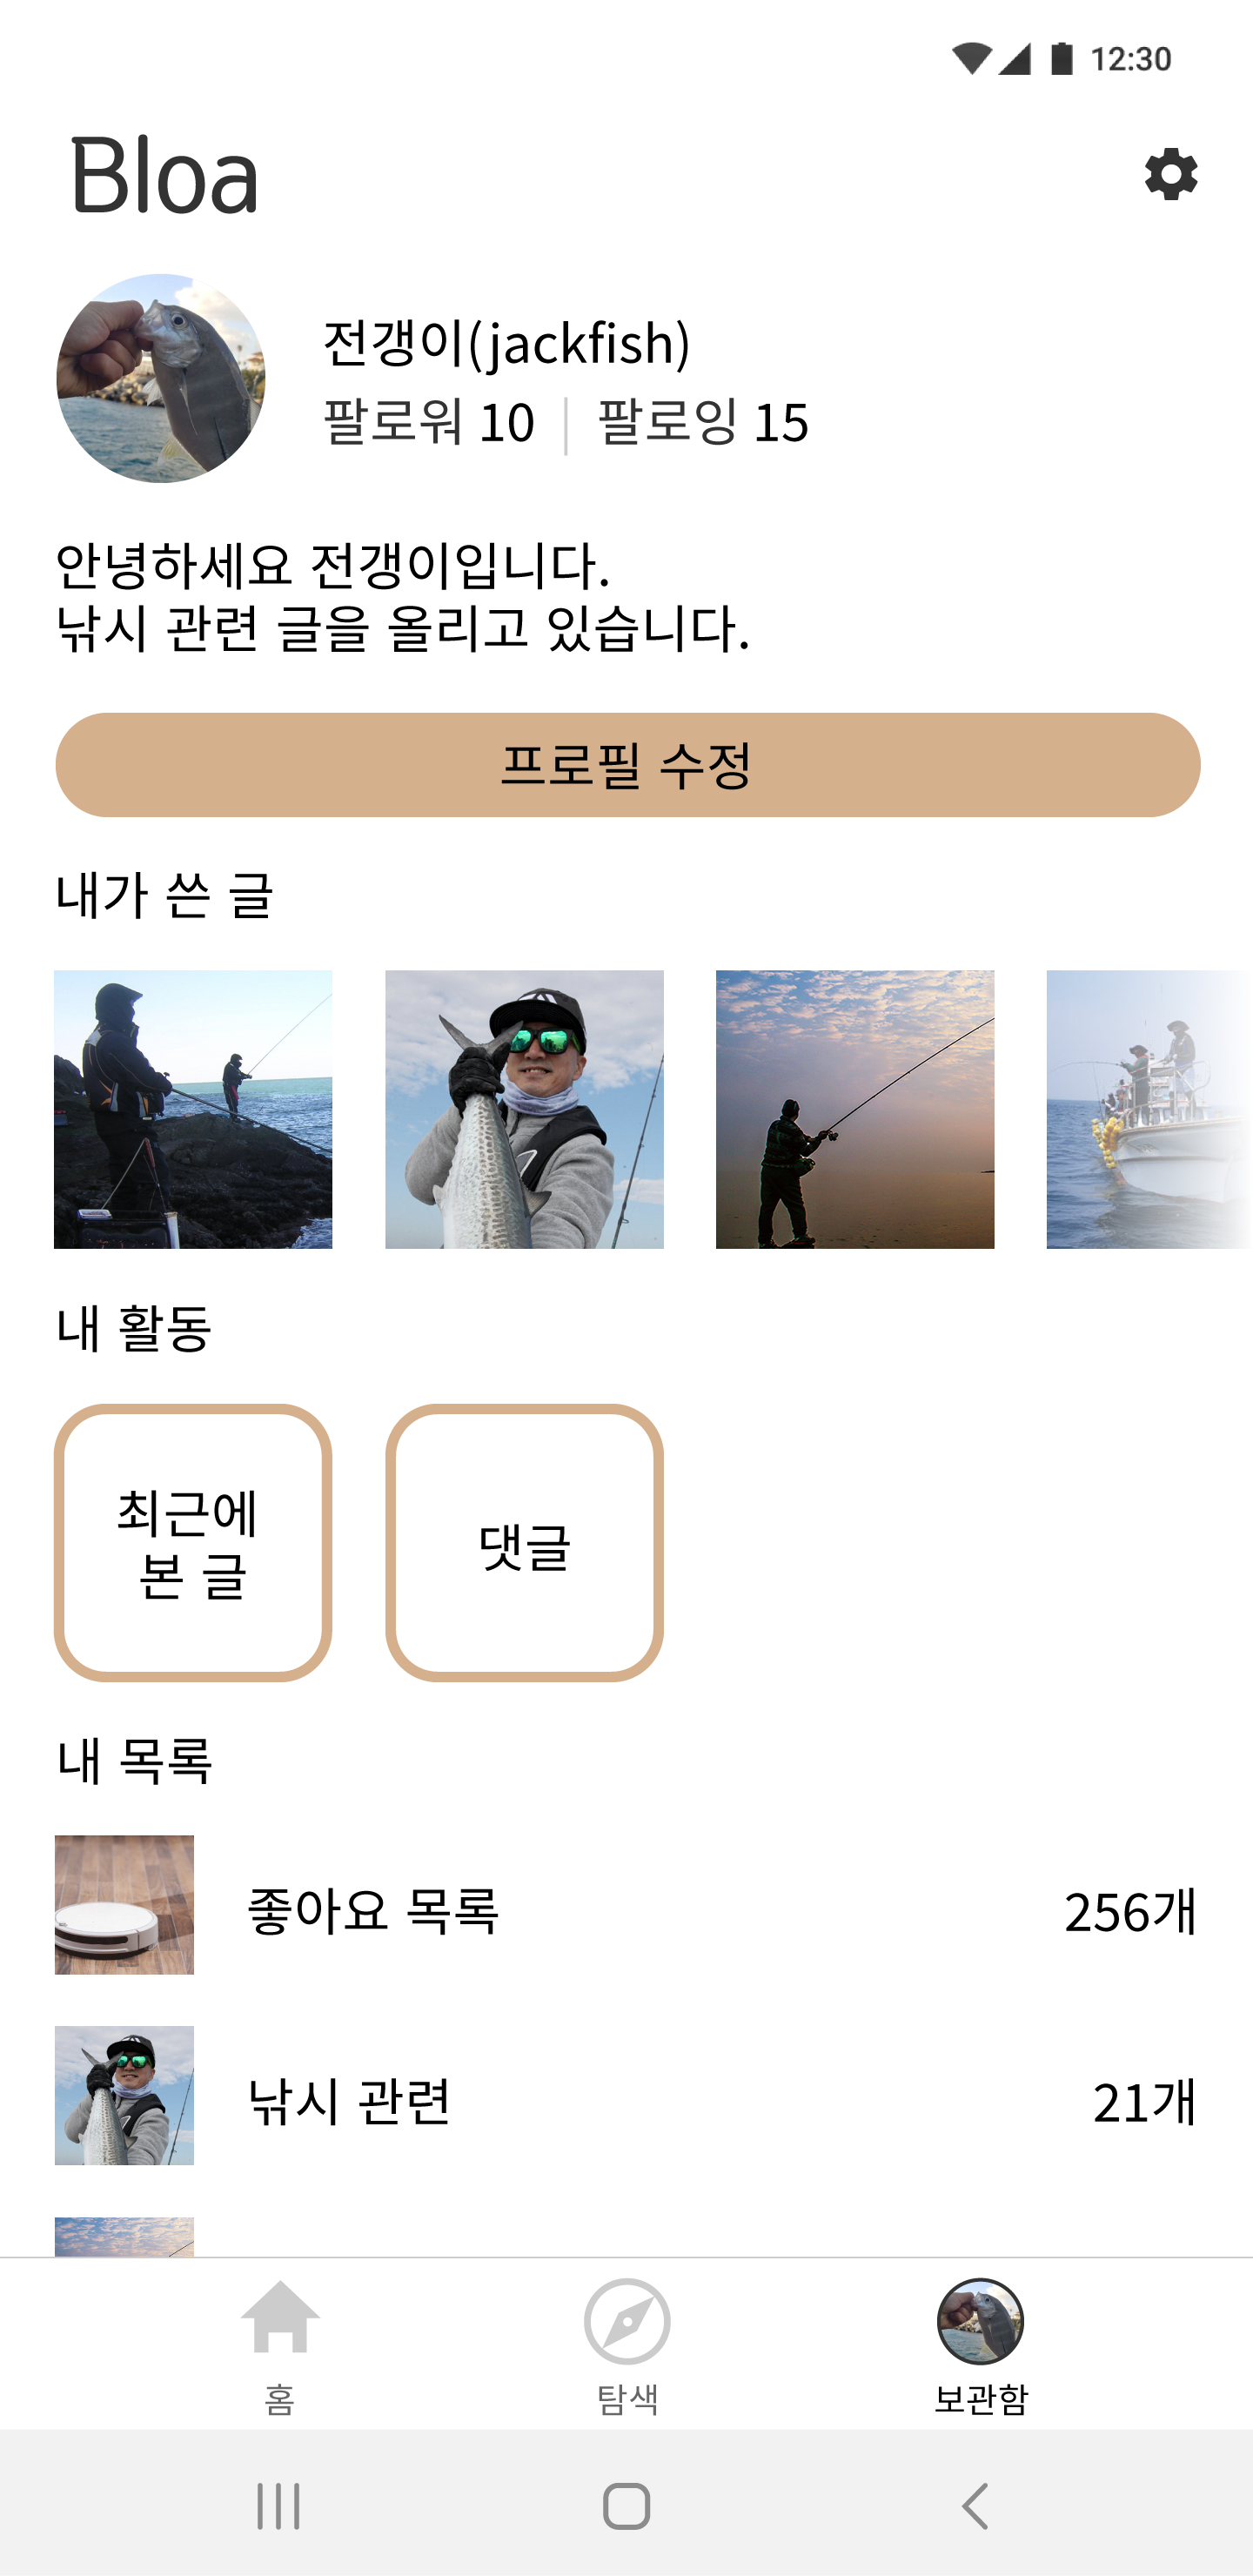 12:30
Bloa
전갱이(jackfish)
팔로워 10 | 팔로잉 15
안녕하세요 전갱이입니다.
낚시 관련 글을 올리고 있습니다.
프로필 수정
내가 쓴 글
내 활동
최근에
본 글
댓글
내 목록
좋아요 목록 256개
낚시 관련 21개
홈 탐색 보관함